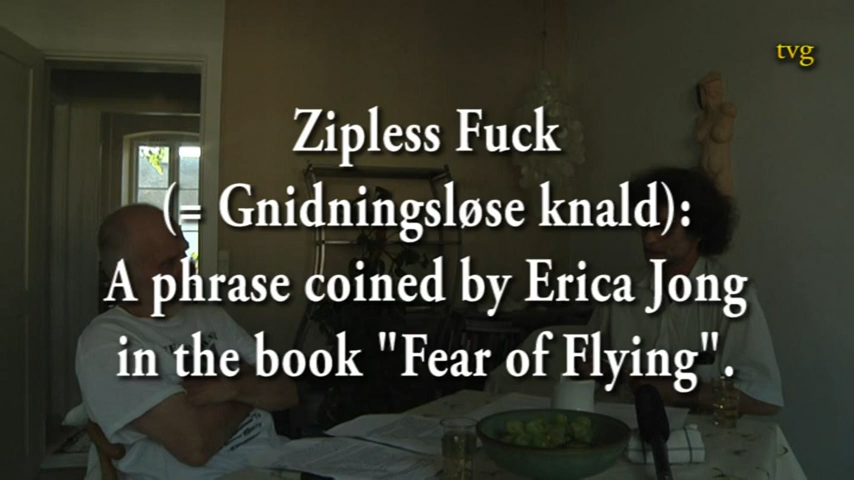 tvg
Zipless Fuck
(= Gnidningsløse knald):
A phrase coined by Erica Jong
in the book "Fear of Flying".